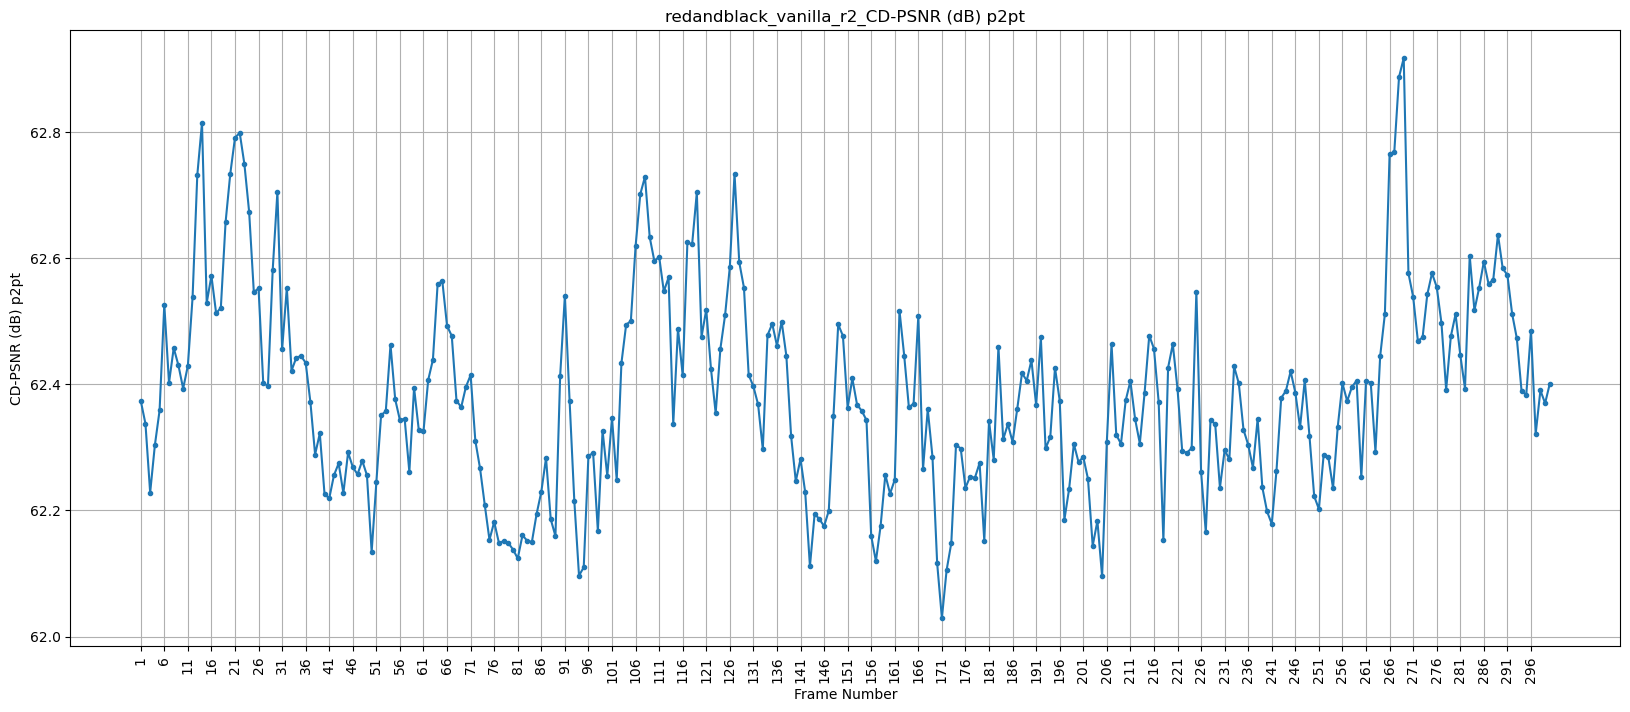 redandblack_vanilla_r2_CD-PSNR (dB) p2pt
CD-PSNR (dB) p2pt
62.8
62.6
62.4
62.2
62.0
1 6 11 16 21 26 31 36 41 46 51 56 61 66 71 76 81 86 91 96 101 106 111 116 121 126 131 136 141 146 151 156 161 166 171 176 181 186 191 196 201 206 211 216 221 226 231 236 241 246 251 256 261 266 271 276 281 286 291 296
Frame Number